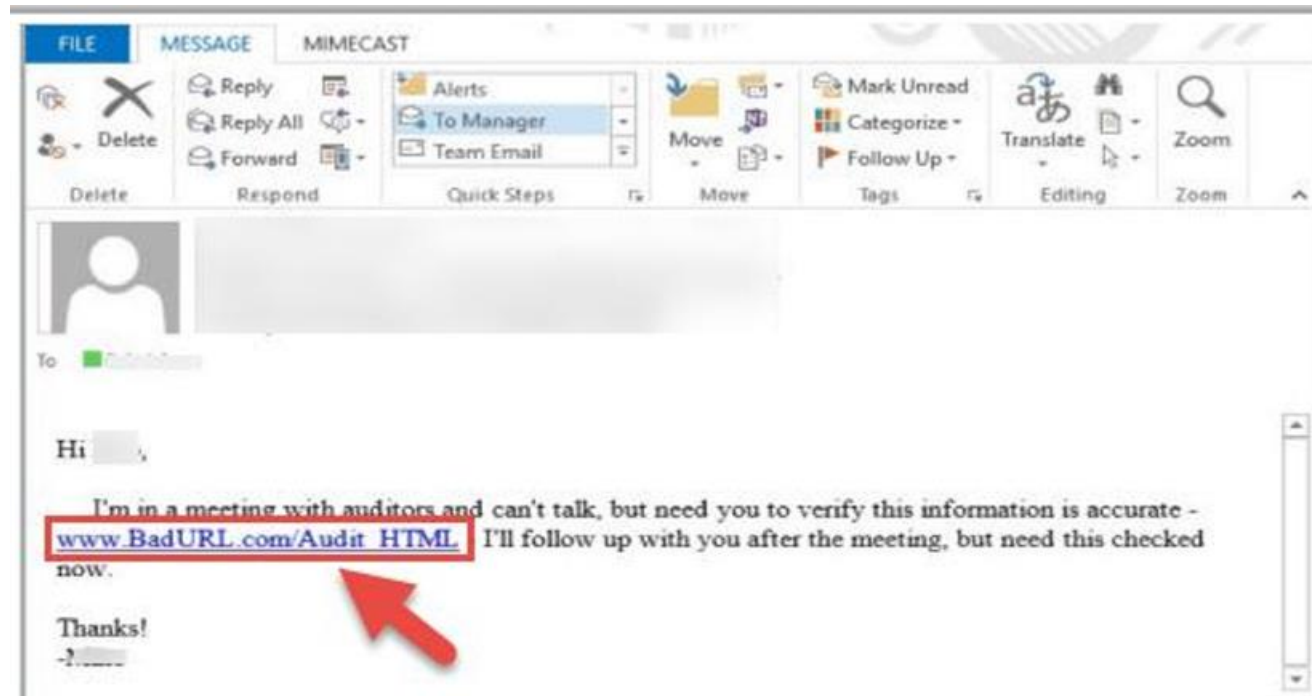 FILE MESSAGE MIMECAST
Reply Alerts Mark Unread
Reply All To Manager Categorize
Delete Forward Team Email Move Follow Up Translate Zoom
Delete Respond Quick Steps Move Tags Editing Zoom
To
Hi ,
I'm in a meeting with auditors and can't talk, but need you to verify this information is accurate -
www.BadURL.com/Audit_HTML I'll follow up with you after the meeting, but need this checked
now.
Thanks!